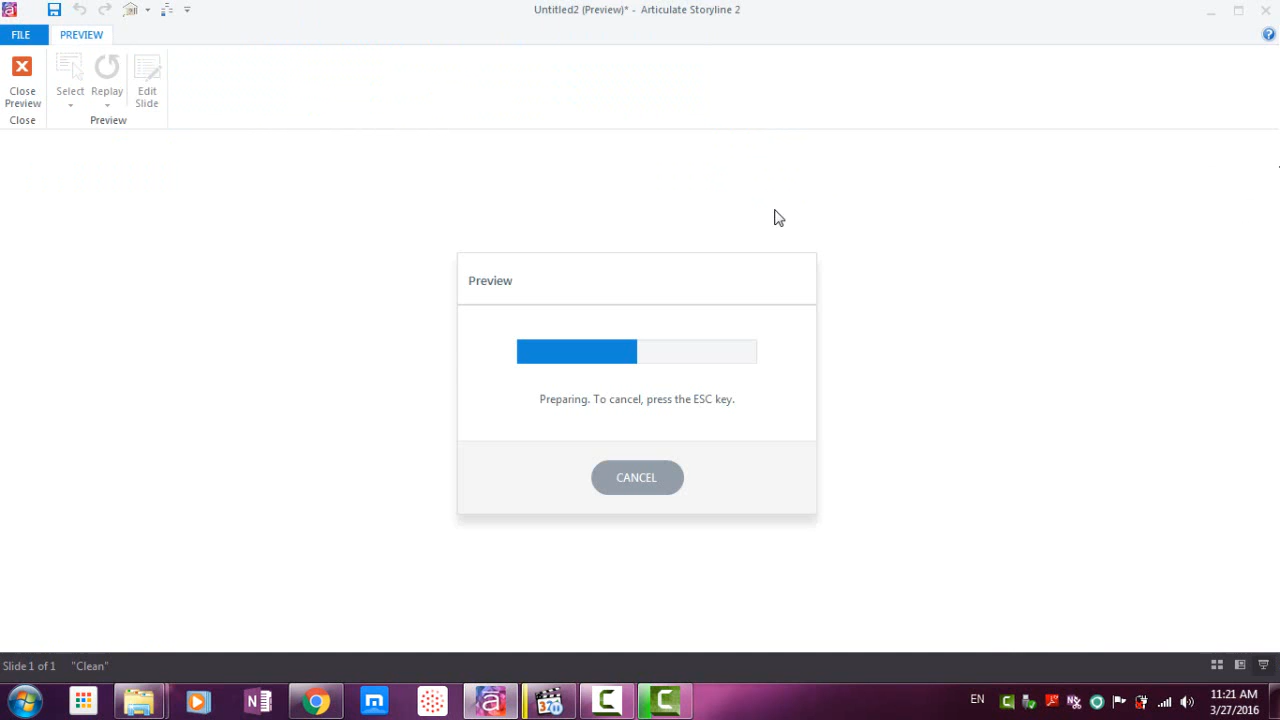 Untitled2 (Preview)* - Articulate Storyline 2
FILE
PREVIEW
Close Preview
Select
Replay
Edit Slide
Close
Preview
Preview
Preparing. To cancel, press the ESC key.
CANCEL
Slide 1 of 1 "Clean"
EN
11:21 AM
3/27/2016